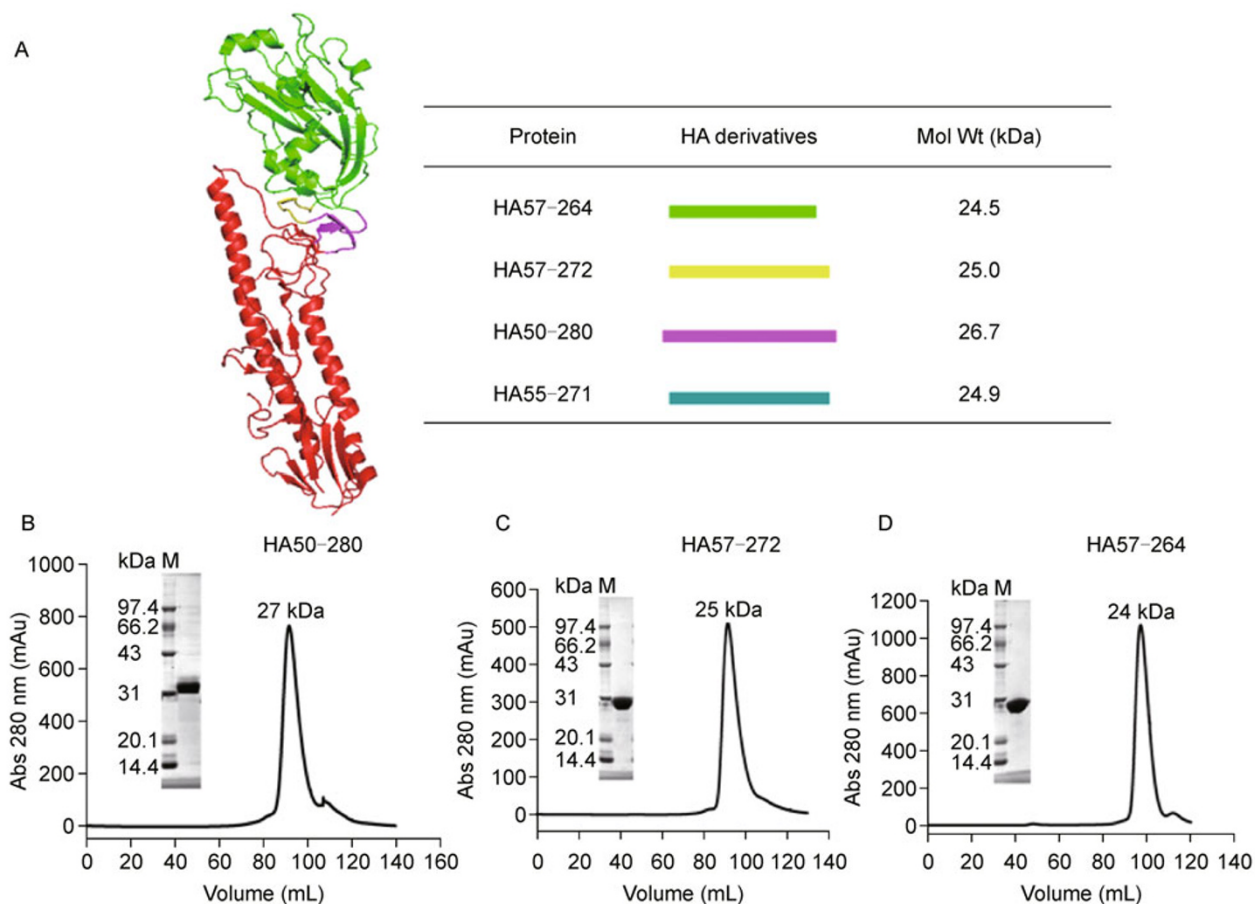 A
Protein HA derivatives Mol Wt (kDa)
HA57-264 24.5
HA57-272 25.0
HA50-280 26.7
HA55-271 24.9
B
HA50-280
kDa M
97.4
66.2
43
31
20.1
14.4
27 kDa
Abs 280 nm (mAu)
1000
800
600
400
200
0
0 20 40 60 80 100 120 140 160
Volume (mL)
C
HA57-272
kDa M
97.4
66.2
43
31
20.1
14.4
25 kDa
Abs 280 nm (mAu)
600
500
400
300
200
100
0
0 20 40 60 80 100 120 140
Volume (mL)
D
HA57-264
kDa M
97.4
66.2
43
31
20.1
14.4
24 kDa
Abs 280 nm (mAu)
1200
1000
800
600
400
200
0
0 20 40 60 80 100 120 140
Volume (mL)